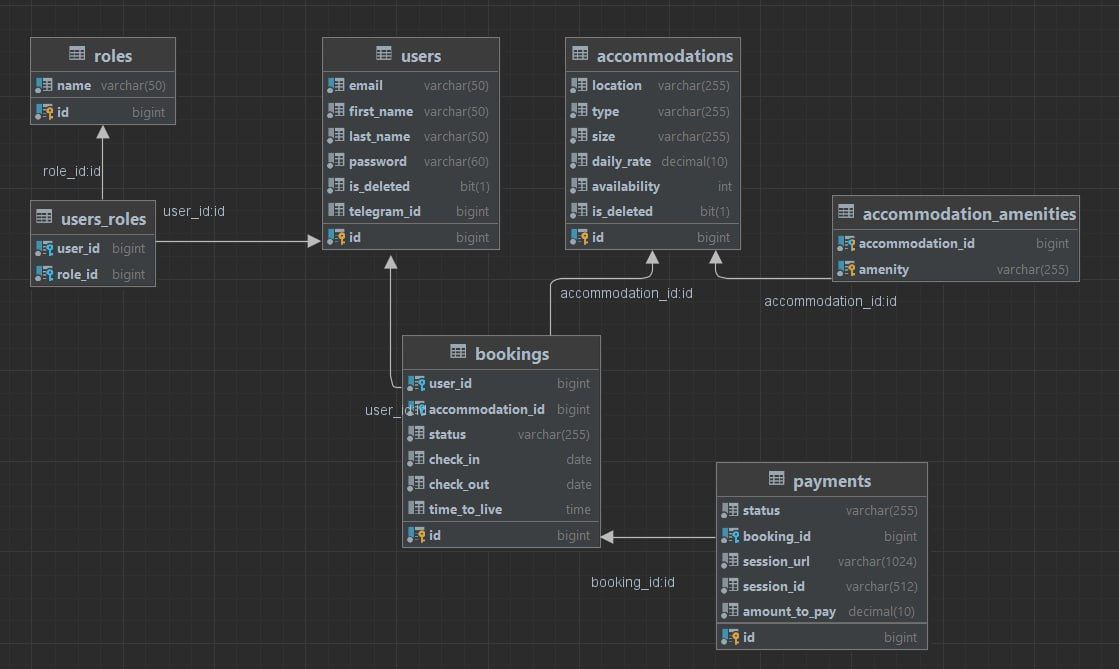 roles
name varchar(50)
id bigint
users
email varchar(50)
first_name varchar(50)
last_name varchar(50)
password varchar(60)
is_deleted bit(1)
telegram_id bigint
id bigint
accommodations
location varchar(255)
type varchar(255)
size varchar(255)
daily_rate decimal(10)
availability int
is_deleted bit(1)
id bigint
role_id:id
users_roles
user_id bigint
role_id bigint
user_id:id
accommodation_amenities
accommodation_id bigint
amenity varchar(255)
accommodation_id:id
accommodation_id:id
bookings
user_id bigint
accommodation_id bigint
status varchar(255)
check_in date
check_out date
time_to_live time
id bigint
payments
status varchar(255)
booking_id bigint
session_url varchar(1024)
session_id varchar(512)
amount_to_pay decimal(10)
id bigint
booking_id:id